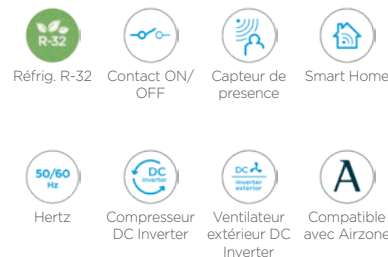 R-32
Réfrig. R-32
Contact ON/
OFF
Capteur de
presence
Smart Home
50/60
Hz
Hertz
DC
Inverter
Compresseur
DC Inverter
DC
inverter
exterior
Ventilateur
extérieur DC
Inverter
A
Compatible
avec Airzone